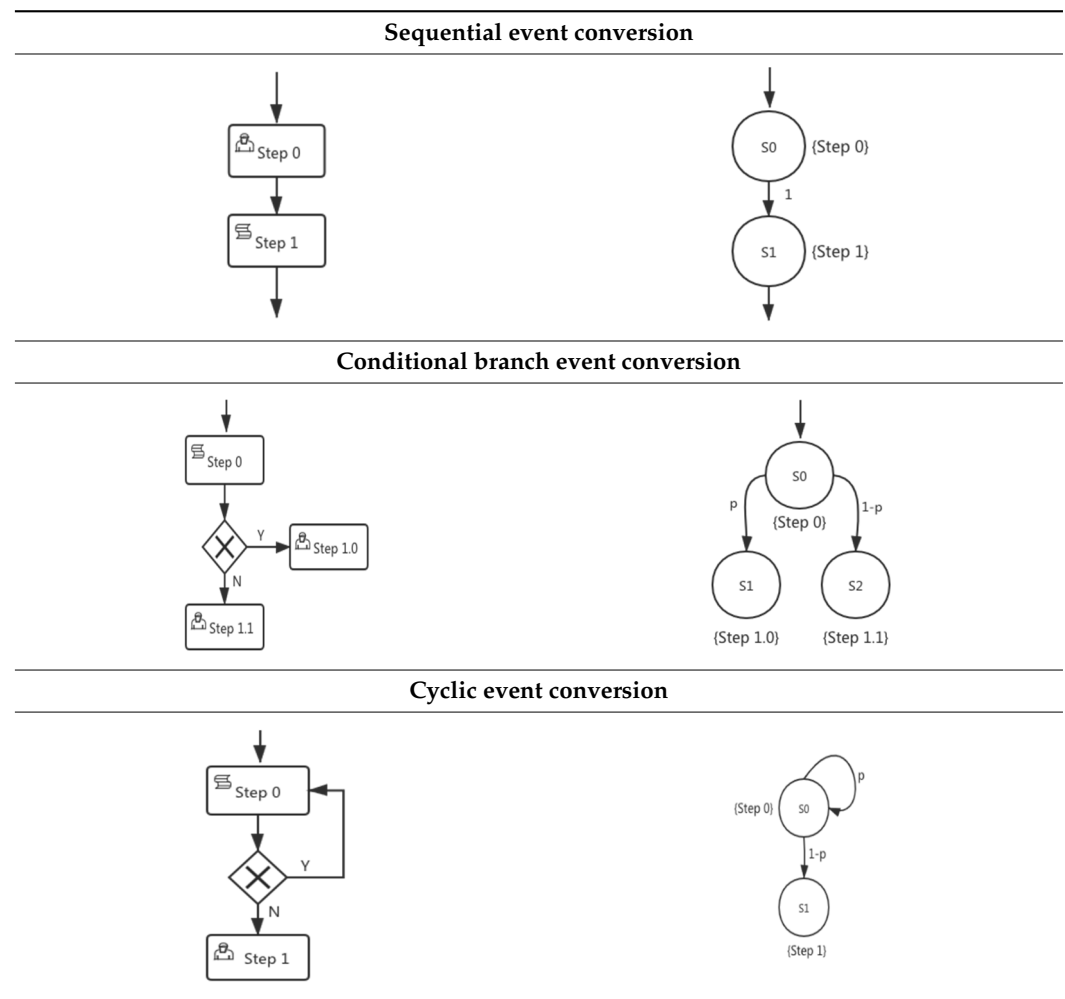 Sequential event conversion
Step 0
Step 1
S0 {Step 0}
1
S1 {Step 1}
Conditional branch event conversion
Step 0
Y
Step 1.0
N
Step 1.1
S0
p 1-p
{Step 0}
S1 S2
{Step 1.0} {Step 1.1}
Cyclic event conversion
Step 0
Y
N
Step 1
p
{Step 0} S0
1-p
S1
{Step 1}